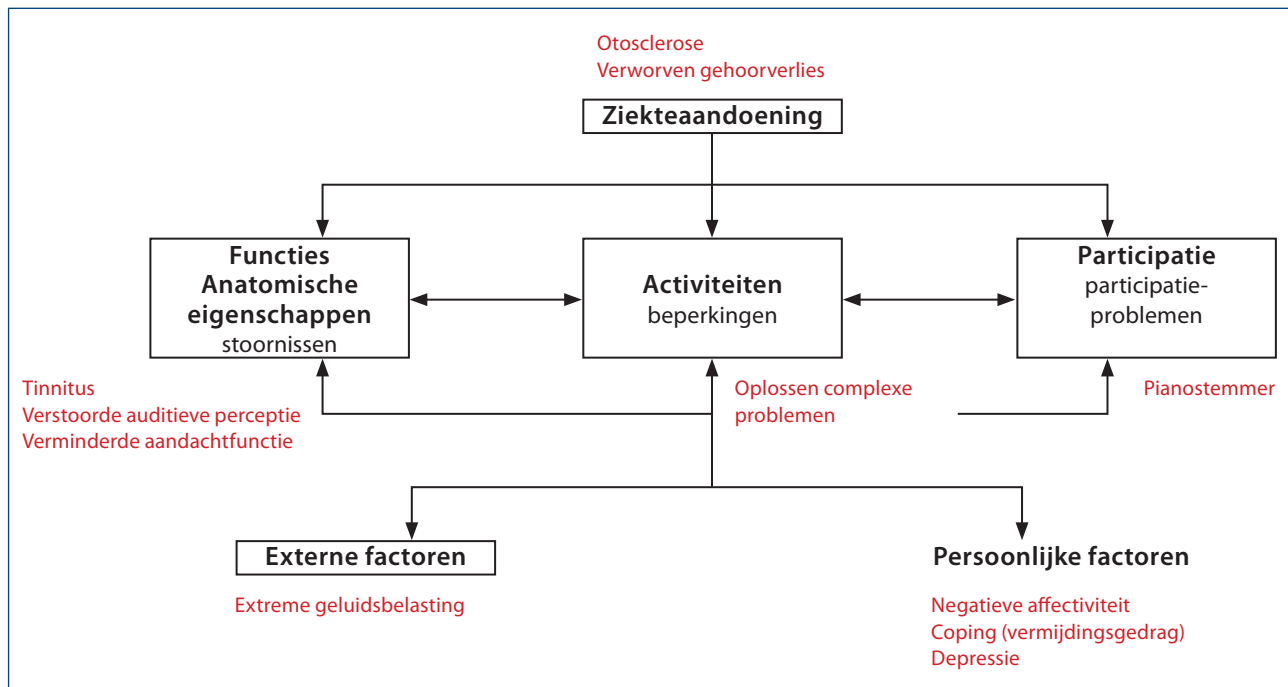 Otosclerose
Verworven gehoorverlies
Ziekteaandoening
Functies
Anatomische
eigenschappen
stoornissen
Activiteiten
beperkingen
Participatie
participatie-
problemen
Tinnitus
Verstoorde auditieve perceptie
Verminderde aandachtfunctie
Oplossen complexe
problemen
Pianostemmer
Externe factoren
Extreme geluidsbelasting
Persoonlijke factoren
Negatieve affectiviteit
Coping (vermijdingsgedrag)
Depressie